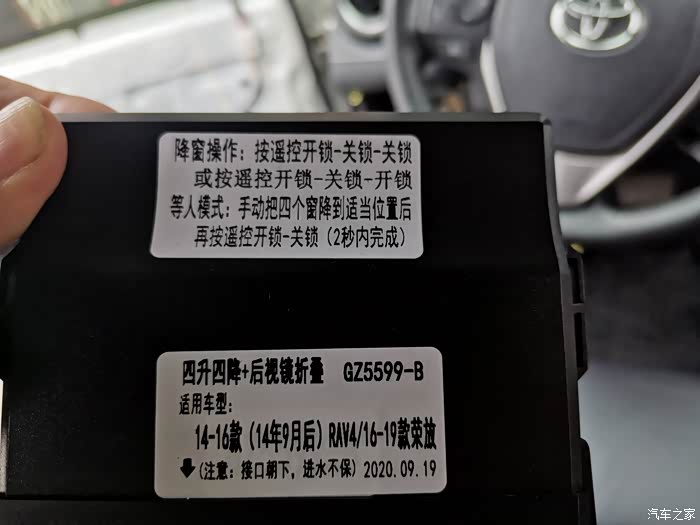 降窗操作：按遥控开锁-关锁-关锁
或按遥控开锁-关锁-开锁
等人模式：手动把四个窗降到适当位置后
再按遥控开锁-关锁（2秒内完成）
四升四降+后视镜折叠 GZ5599-B
适用车型：
14-16款（14年9月后）RAV4/16-19款荣放
（注意：接口朝下，进水不保）2020.09.19
汽车之家